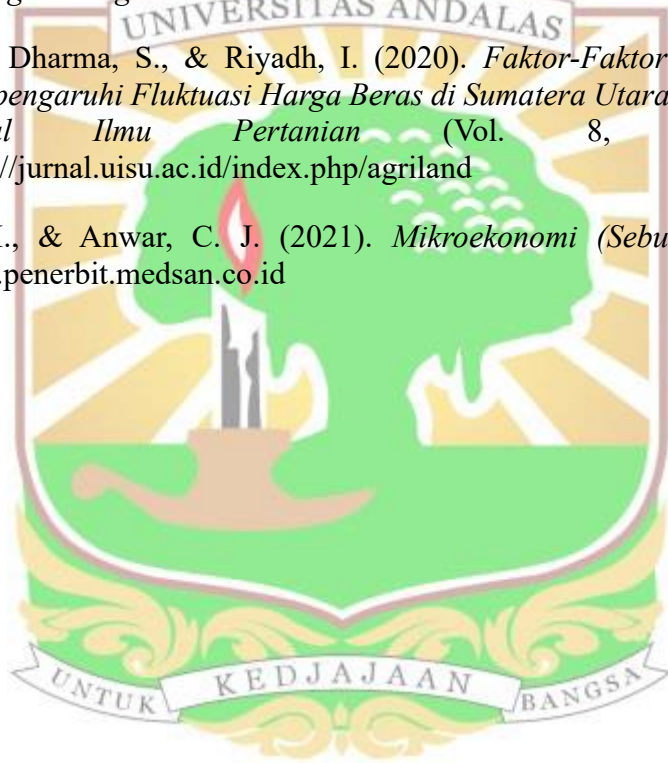 UNIVERSITAS ANDALAS
Dharma, S., & Riyadh, I. (2020). Faktor-Faktor
pengaruhi Fluktuasi Harga Beras di Sumatera Utara
al Ilmu Pertanian (Vol. 8,
//jurnal.uisu.ac.id/index.php/agriland
., & Anwar, C. J. (2021). Mikroekonomi (Sebu
.penerbit.medsan.co.id
UNTUK KEDJAJAAN BANGSA